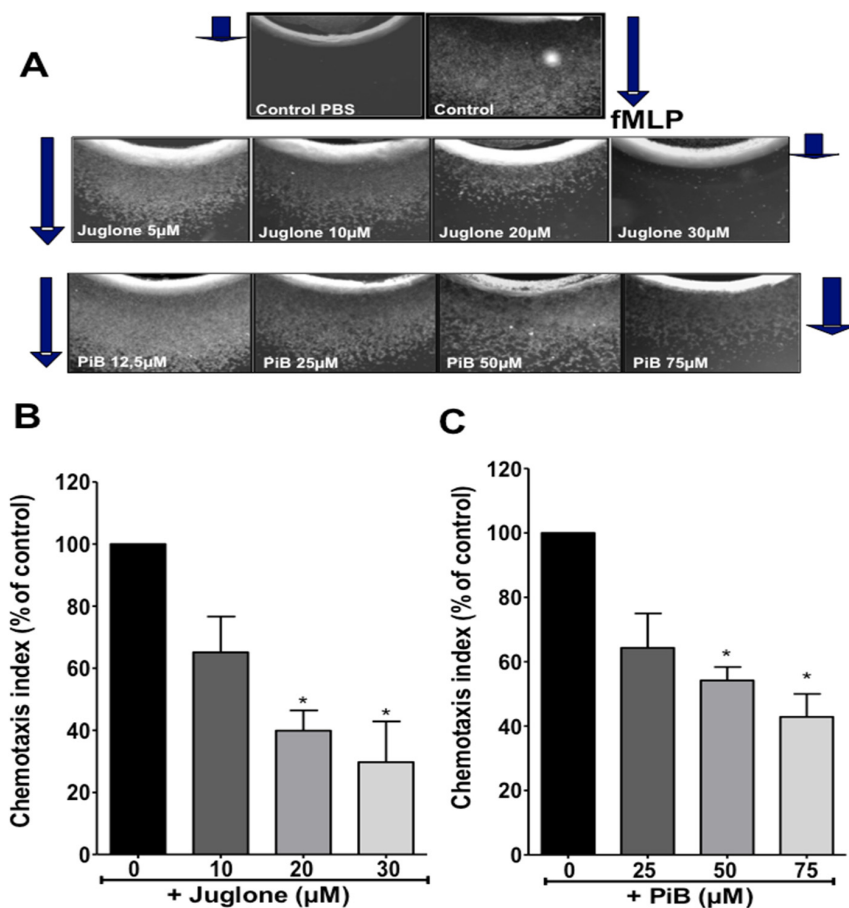 A
Control PBS
Control
fMLP
Juglone 5µM
Juglone 10µM
Juglone 20µM
Juglone 30µM
PiB 12,5µM
PiB 25µM
PiB 50µM
PiB 75µM
B
Chemotaxis index (% of control)
120
100
80
60
40
20
0
*
*
0 10 20 30
+ Juglone (µM)
C
Chemotaxis index (% of control)
120
100
80
60
40
20
0
*
*
0 25 50 75
+ PiB (µM)